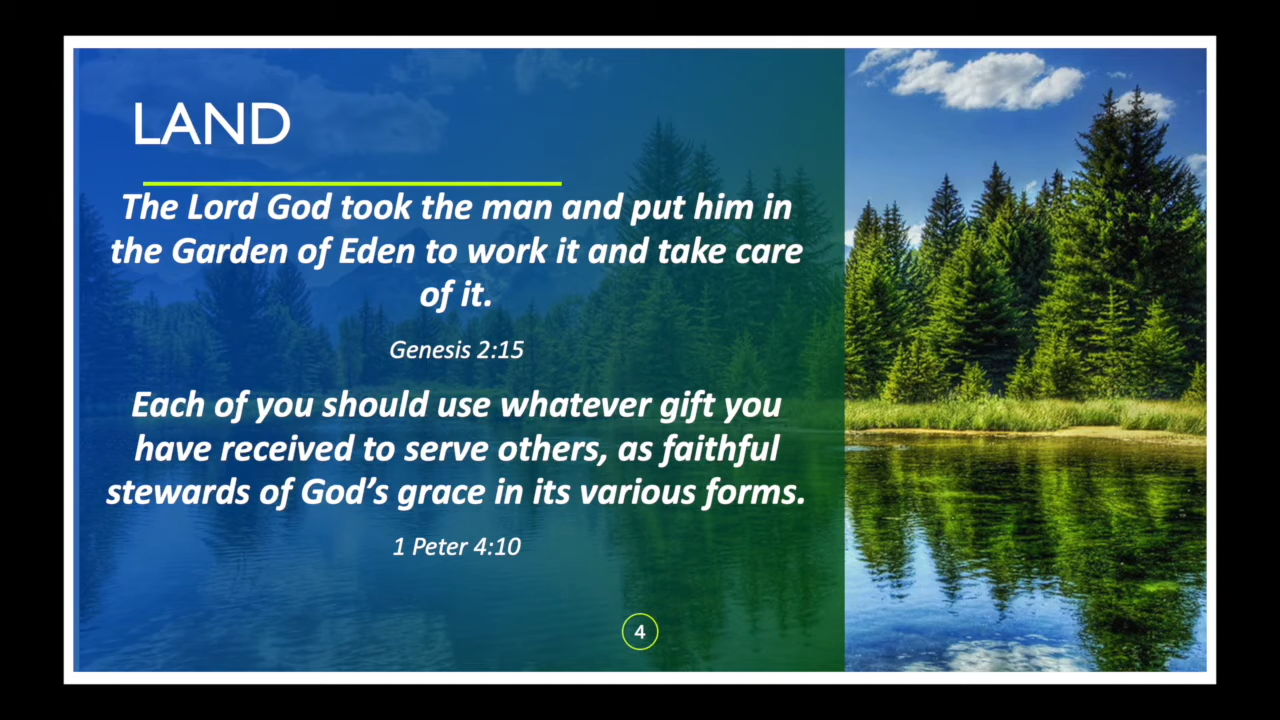 LAND
The Lord God took the man and put him in
the Garden of Eden to work it and take care
of it.
Genesis 2:15
Each of you should use whatever gift you
have received to serve others, as faithful
stewards of God’s grace in its various forms.
1 Peter 4:10
4